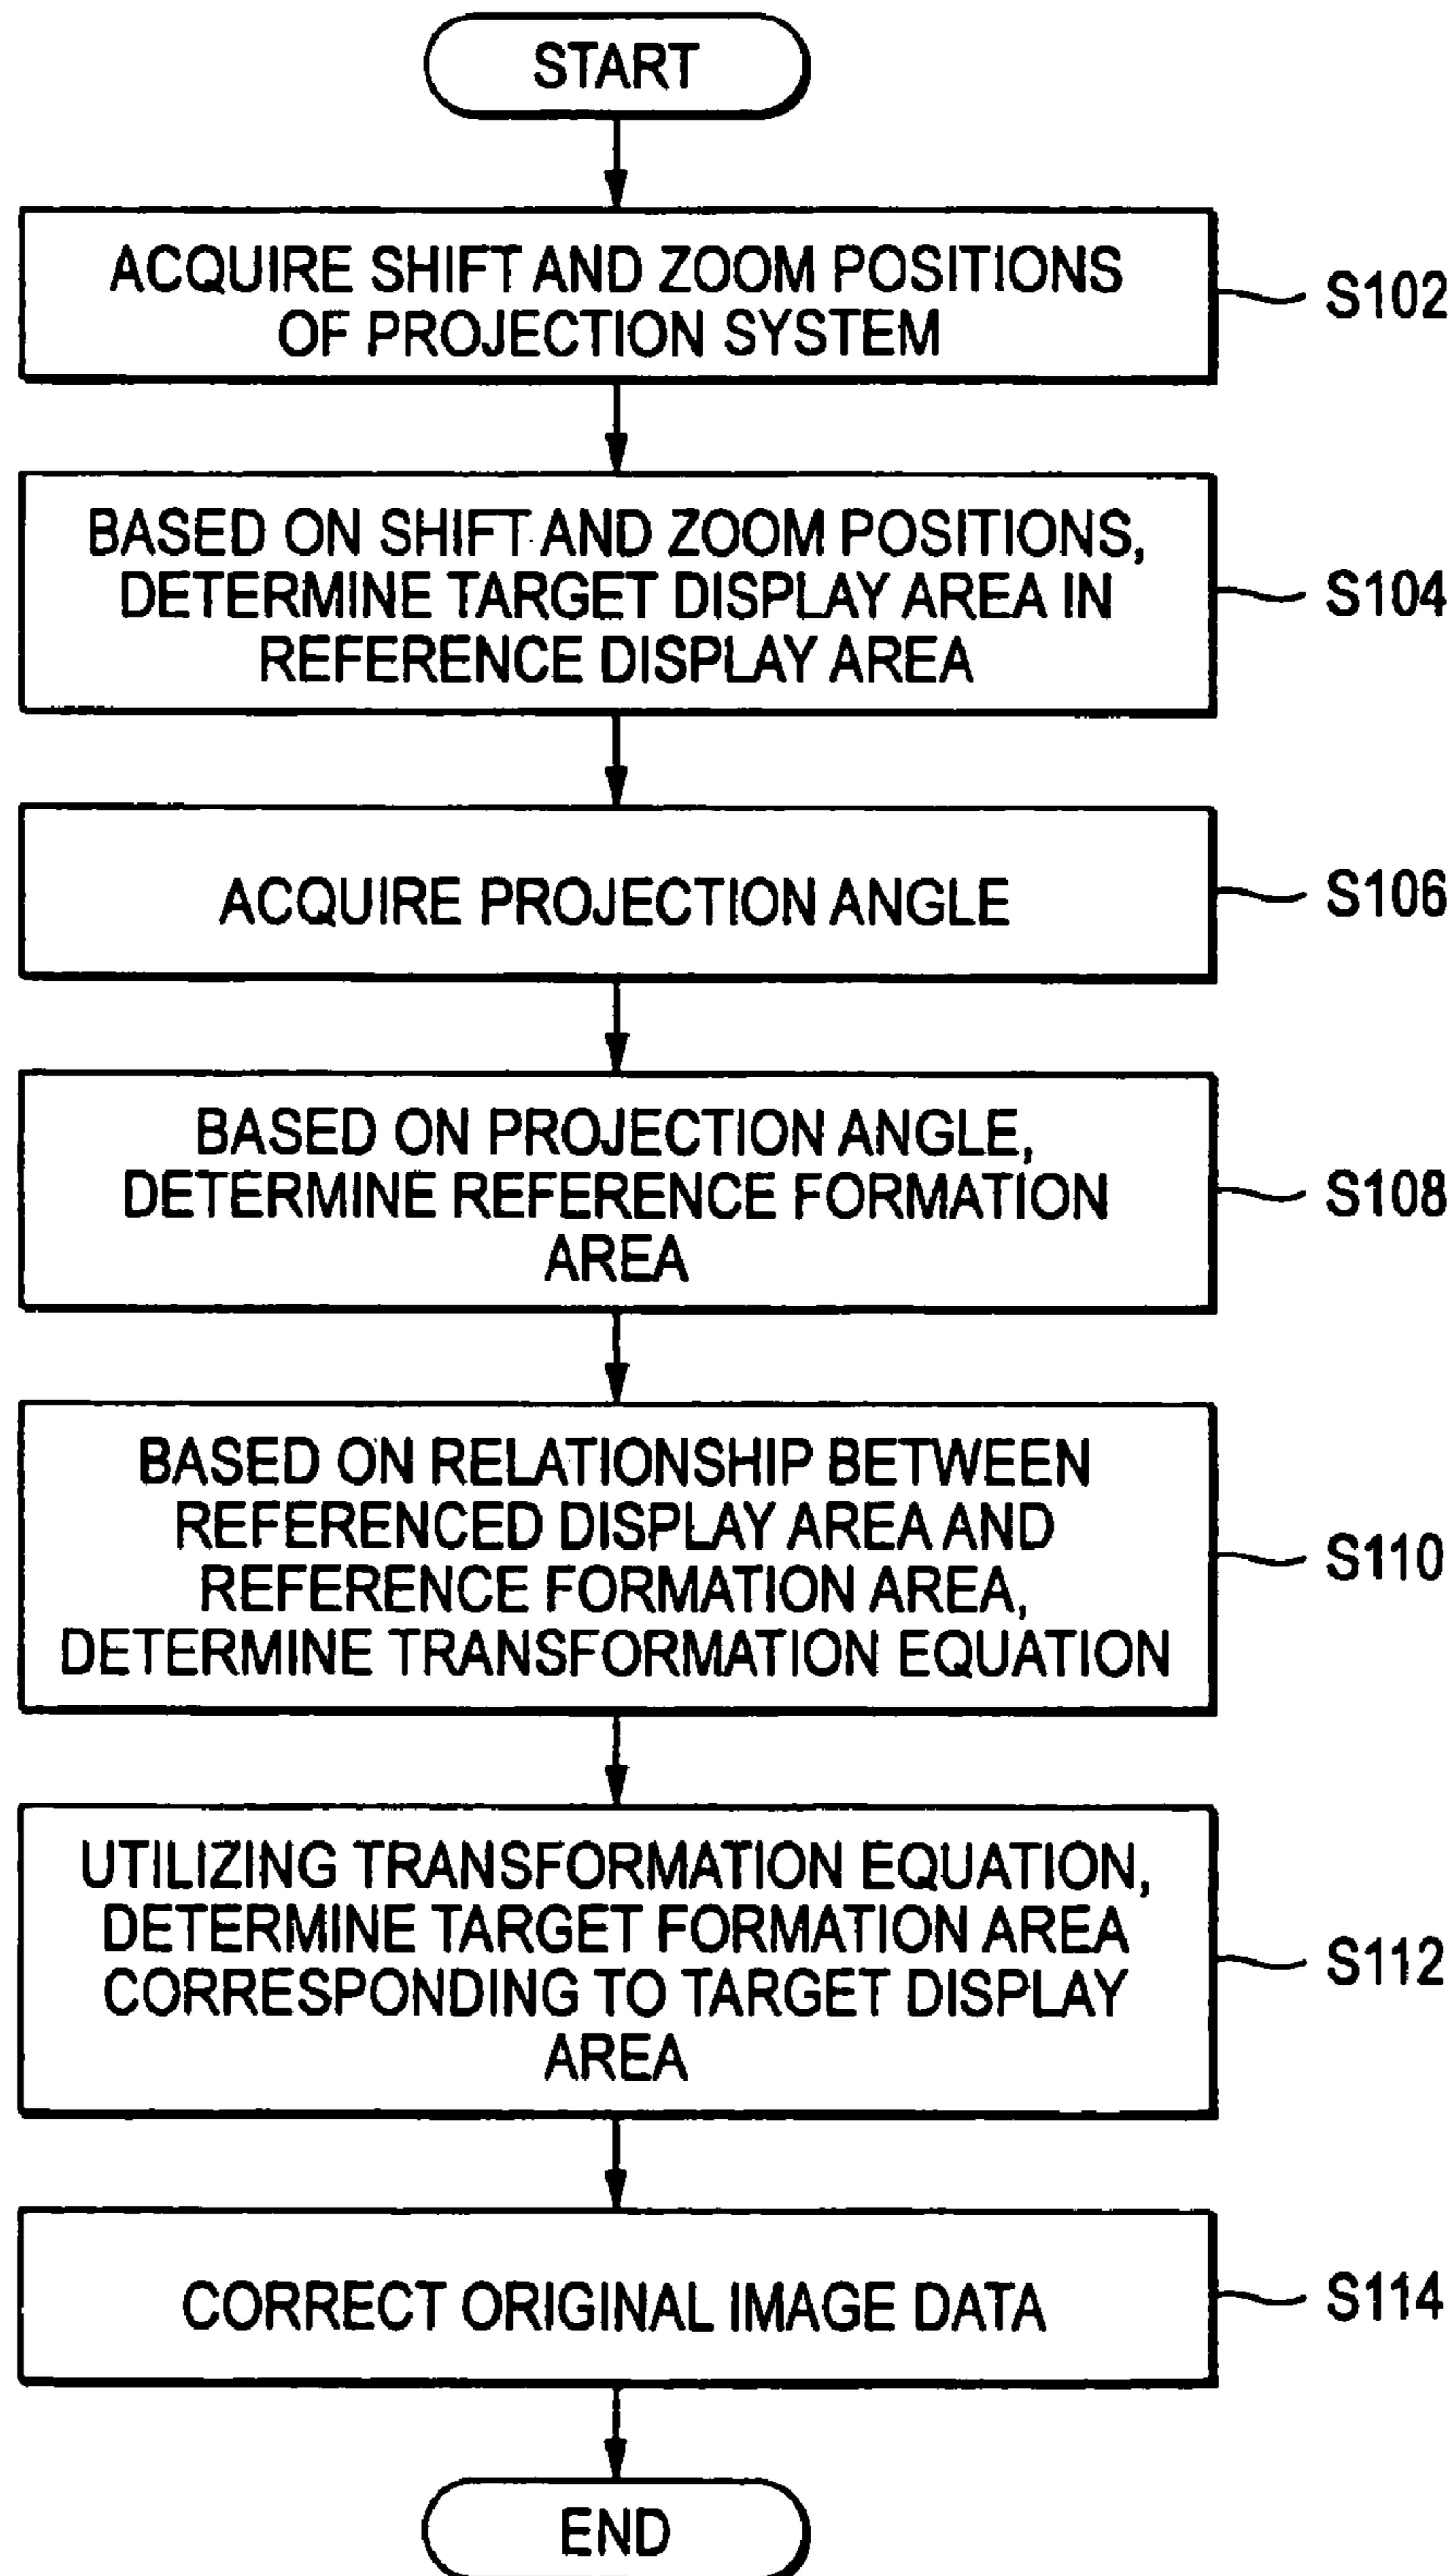 START
ACQUIRE SHIFT AND ZOOM POSITIONS
OF PROJECTION SYSTEM
S102
BASED ON SHIFT AND ZOOM POSITIONS,
DETERMINE TARGET DISPLAY AREA IN
REFERENCE DISPLAY AREA
S104
ACQUIRE PROJECTION ANGLE
S106
BASED ON PROJECTION ANGLE,
DETERMINE REFERENCE FORMATION
AREA
S108
BASED ON RELATIONSHIP BETWEEN
REFERENCED DISPLAY AREA AND
REFERENCE FORMATION AREA,
DETERMINE TRANSFORMATION EQUATION
S110
UTILIZING TRANSFORMATION EQUATION,
DETERMINE TARGET FORMATION AREA
CORRESPONDING TO TARGET DISPLAY
AREA
S112
CORRECT ORIGINAL IMAGE DATA
S114
END